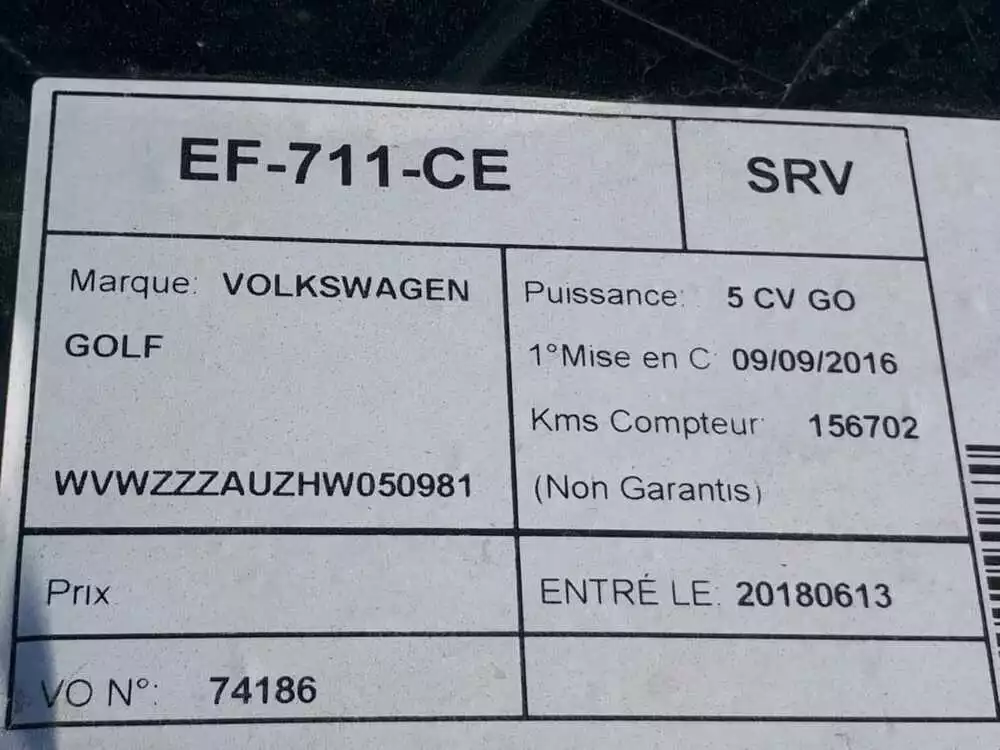 EF-711-CE
SRV
Marque: VOLKSWAGEN
GOLF
WVWZZZAUZHW050981
Puissance: 5 CV GO
1°Mise en C 09/09/2016
Kms Compteur 156702
(Non Garantis)
Prix
ENTRÉ LE: 20180613
VO N°: 74186